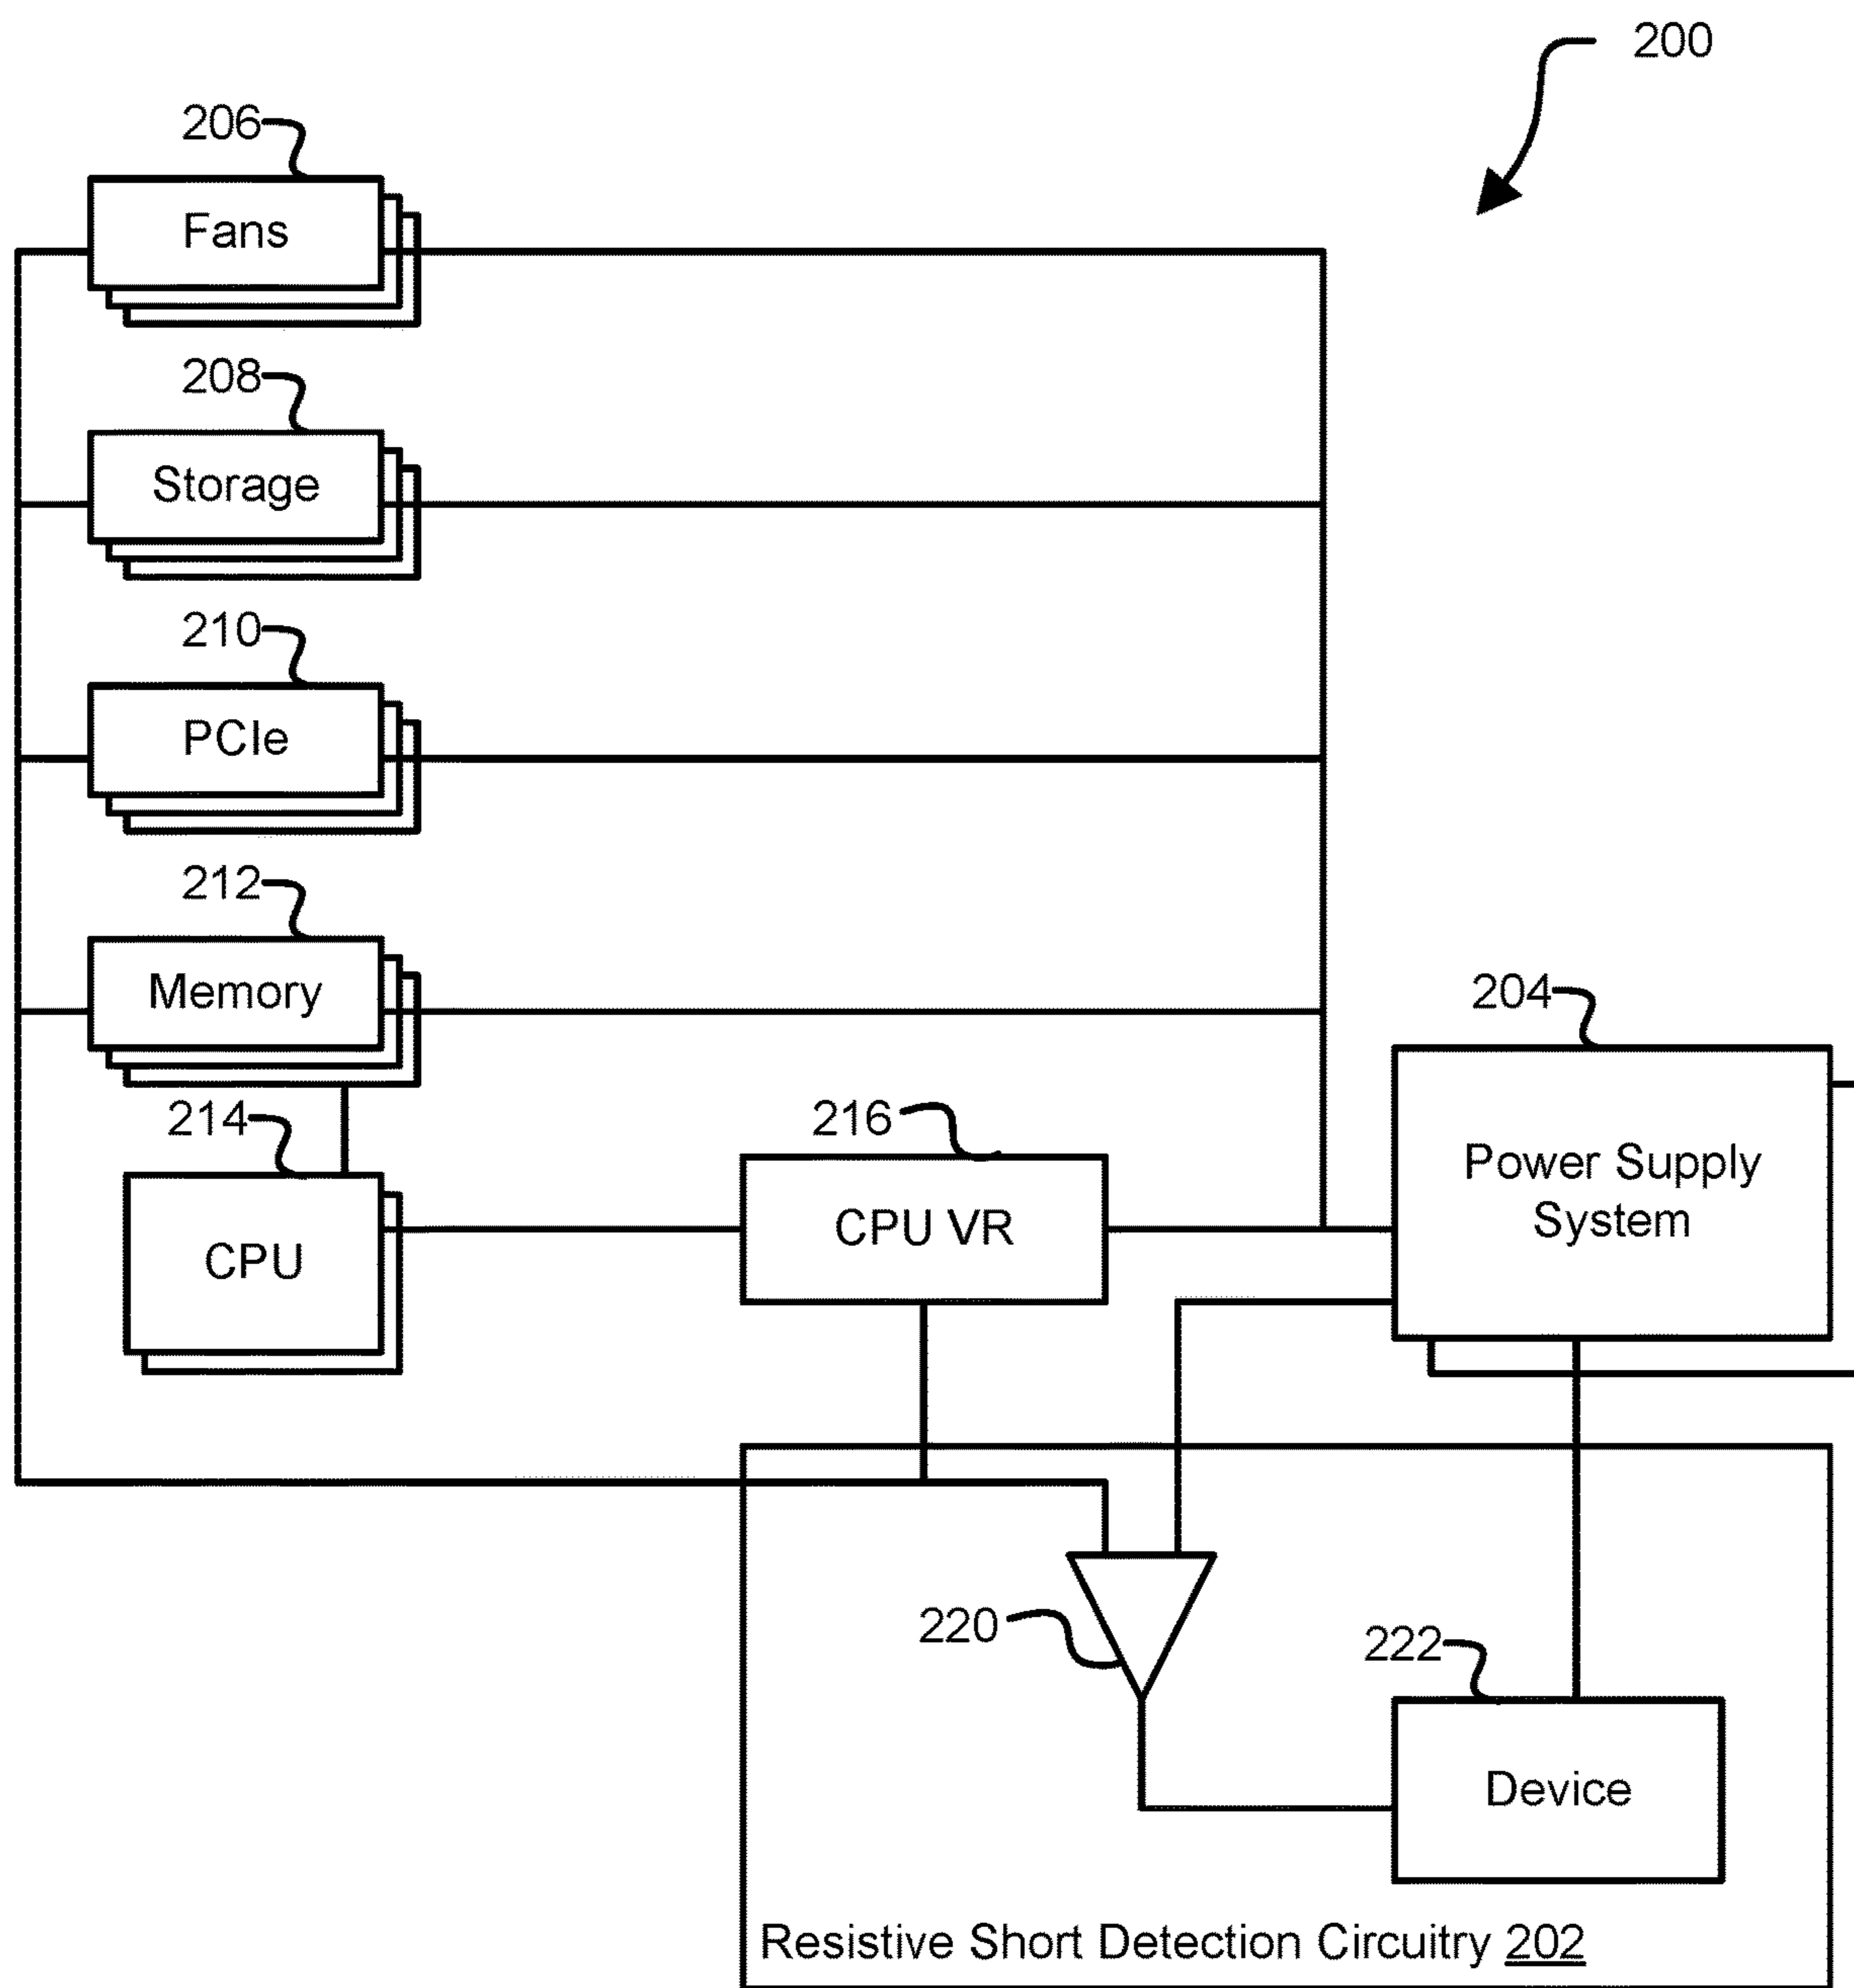 200
206
Fans
208
Storage
210
PCIe
212
Memory
204
Power Supply
System
214
CPU
216
CPU VR
220
222
Device
Resistive Short Detection Circuitry 202